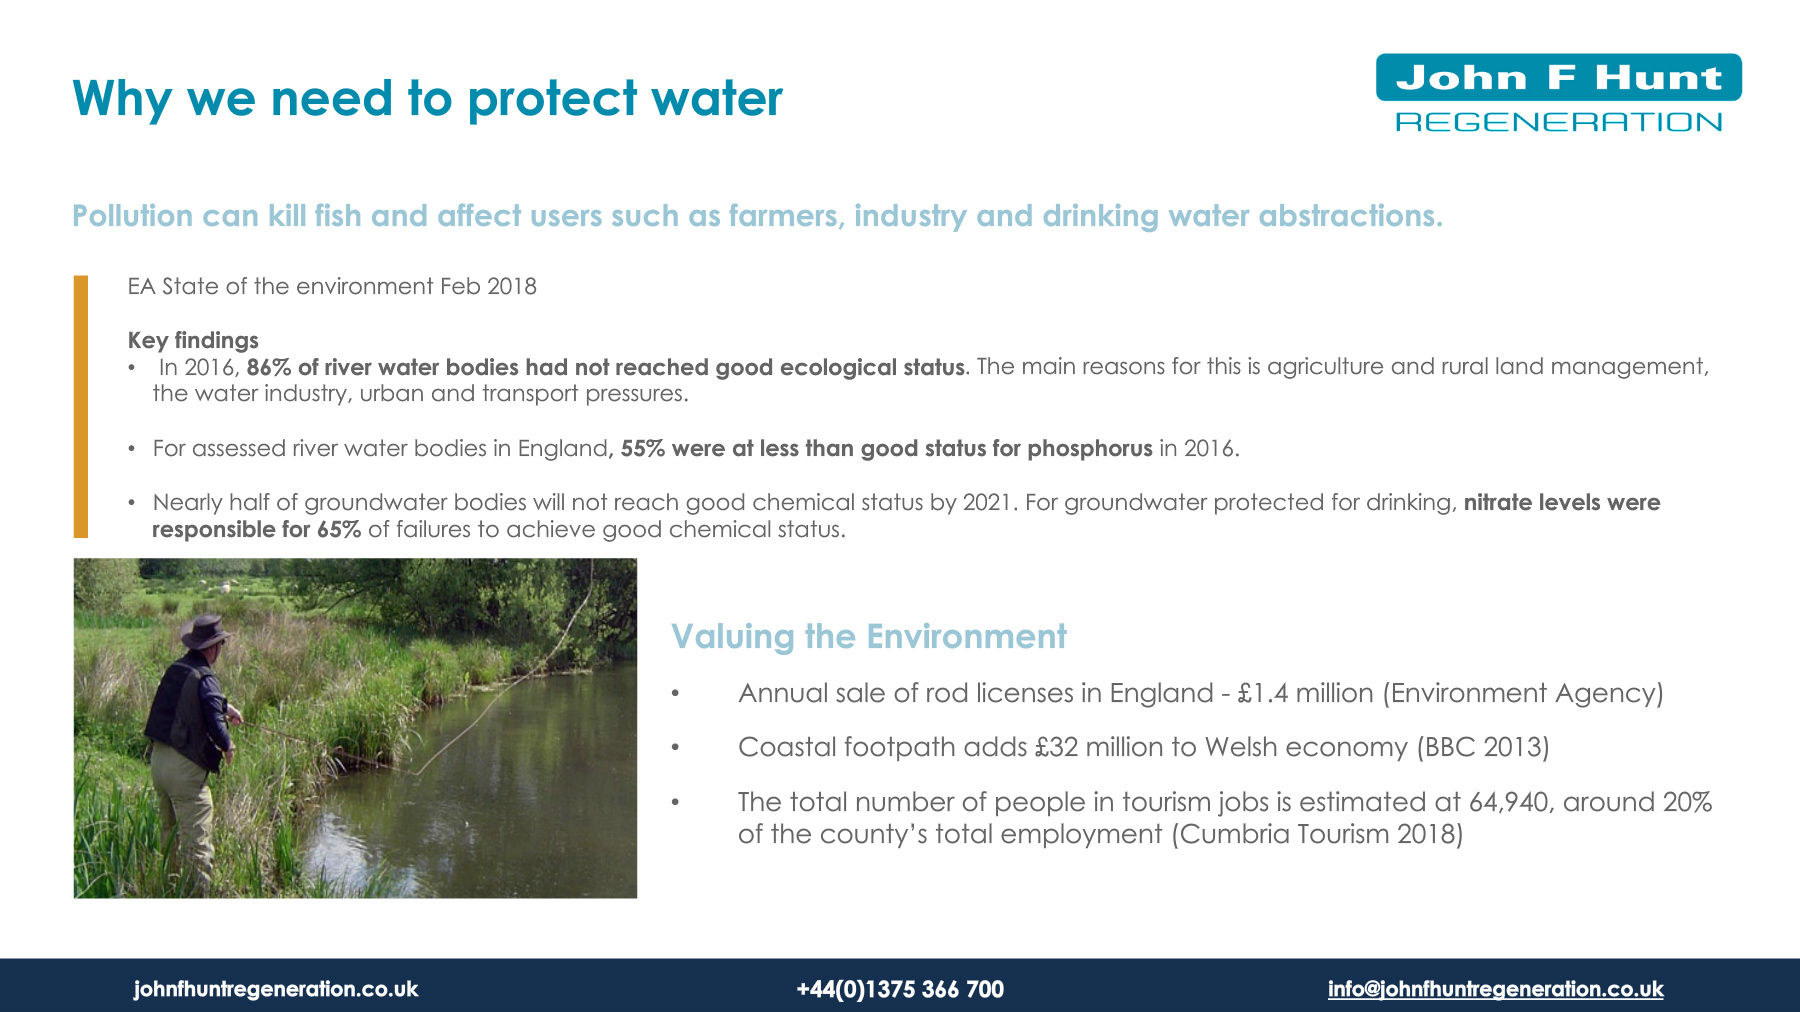 Why we need to protect water
John F Hunt
REGENERATION
Pollution can kill fish and affect users such as farmers, industry and drinking water abstractions.
EA State of the environment Feb 2018
Key findings
• In 2016, 86% of river water bodies had not reached good ecological status. The main reasons for this is agriculture and rural land management,
the water industry, urban and transport pressures.
• For assessed river water bodies in England, 55% were at less than good status for phosphorus in 2016.
• Nearly half of groundwater bodies will not reach good chemical status by 2021. For groundwater protected for drinking, nitrate levels were
responsible for 65% of failures to achieve good chemical status.
Valuing the Environment
• Annual sale of rod licenses in England - £1.4 million (Environment Agency)
• Coastal footpath adds £32 million to Welsh economy (BBC 2013)
• The total number of people in tourism jobs is estimated at 64,940, around 20%
of the county’s total employment (Cumbria Tourism 2018)
johnfhuntregeneration.co.uk
+44(0)1375 366 700
info@johnfhuntregeneration.co.uk